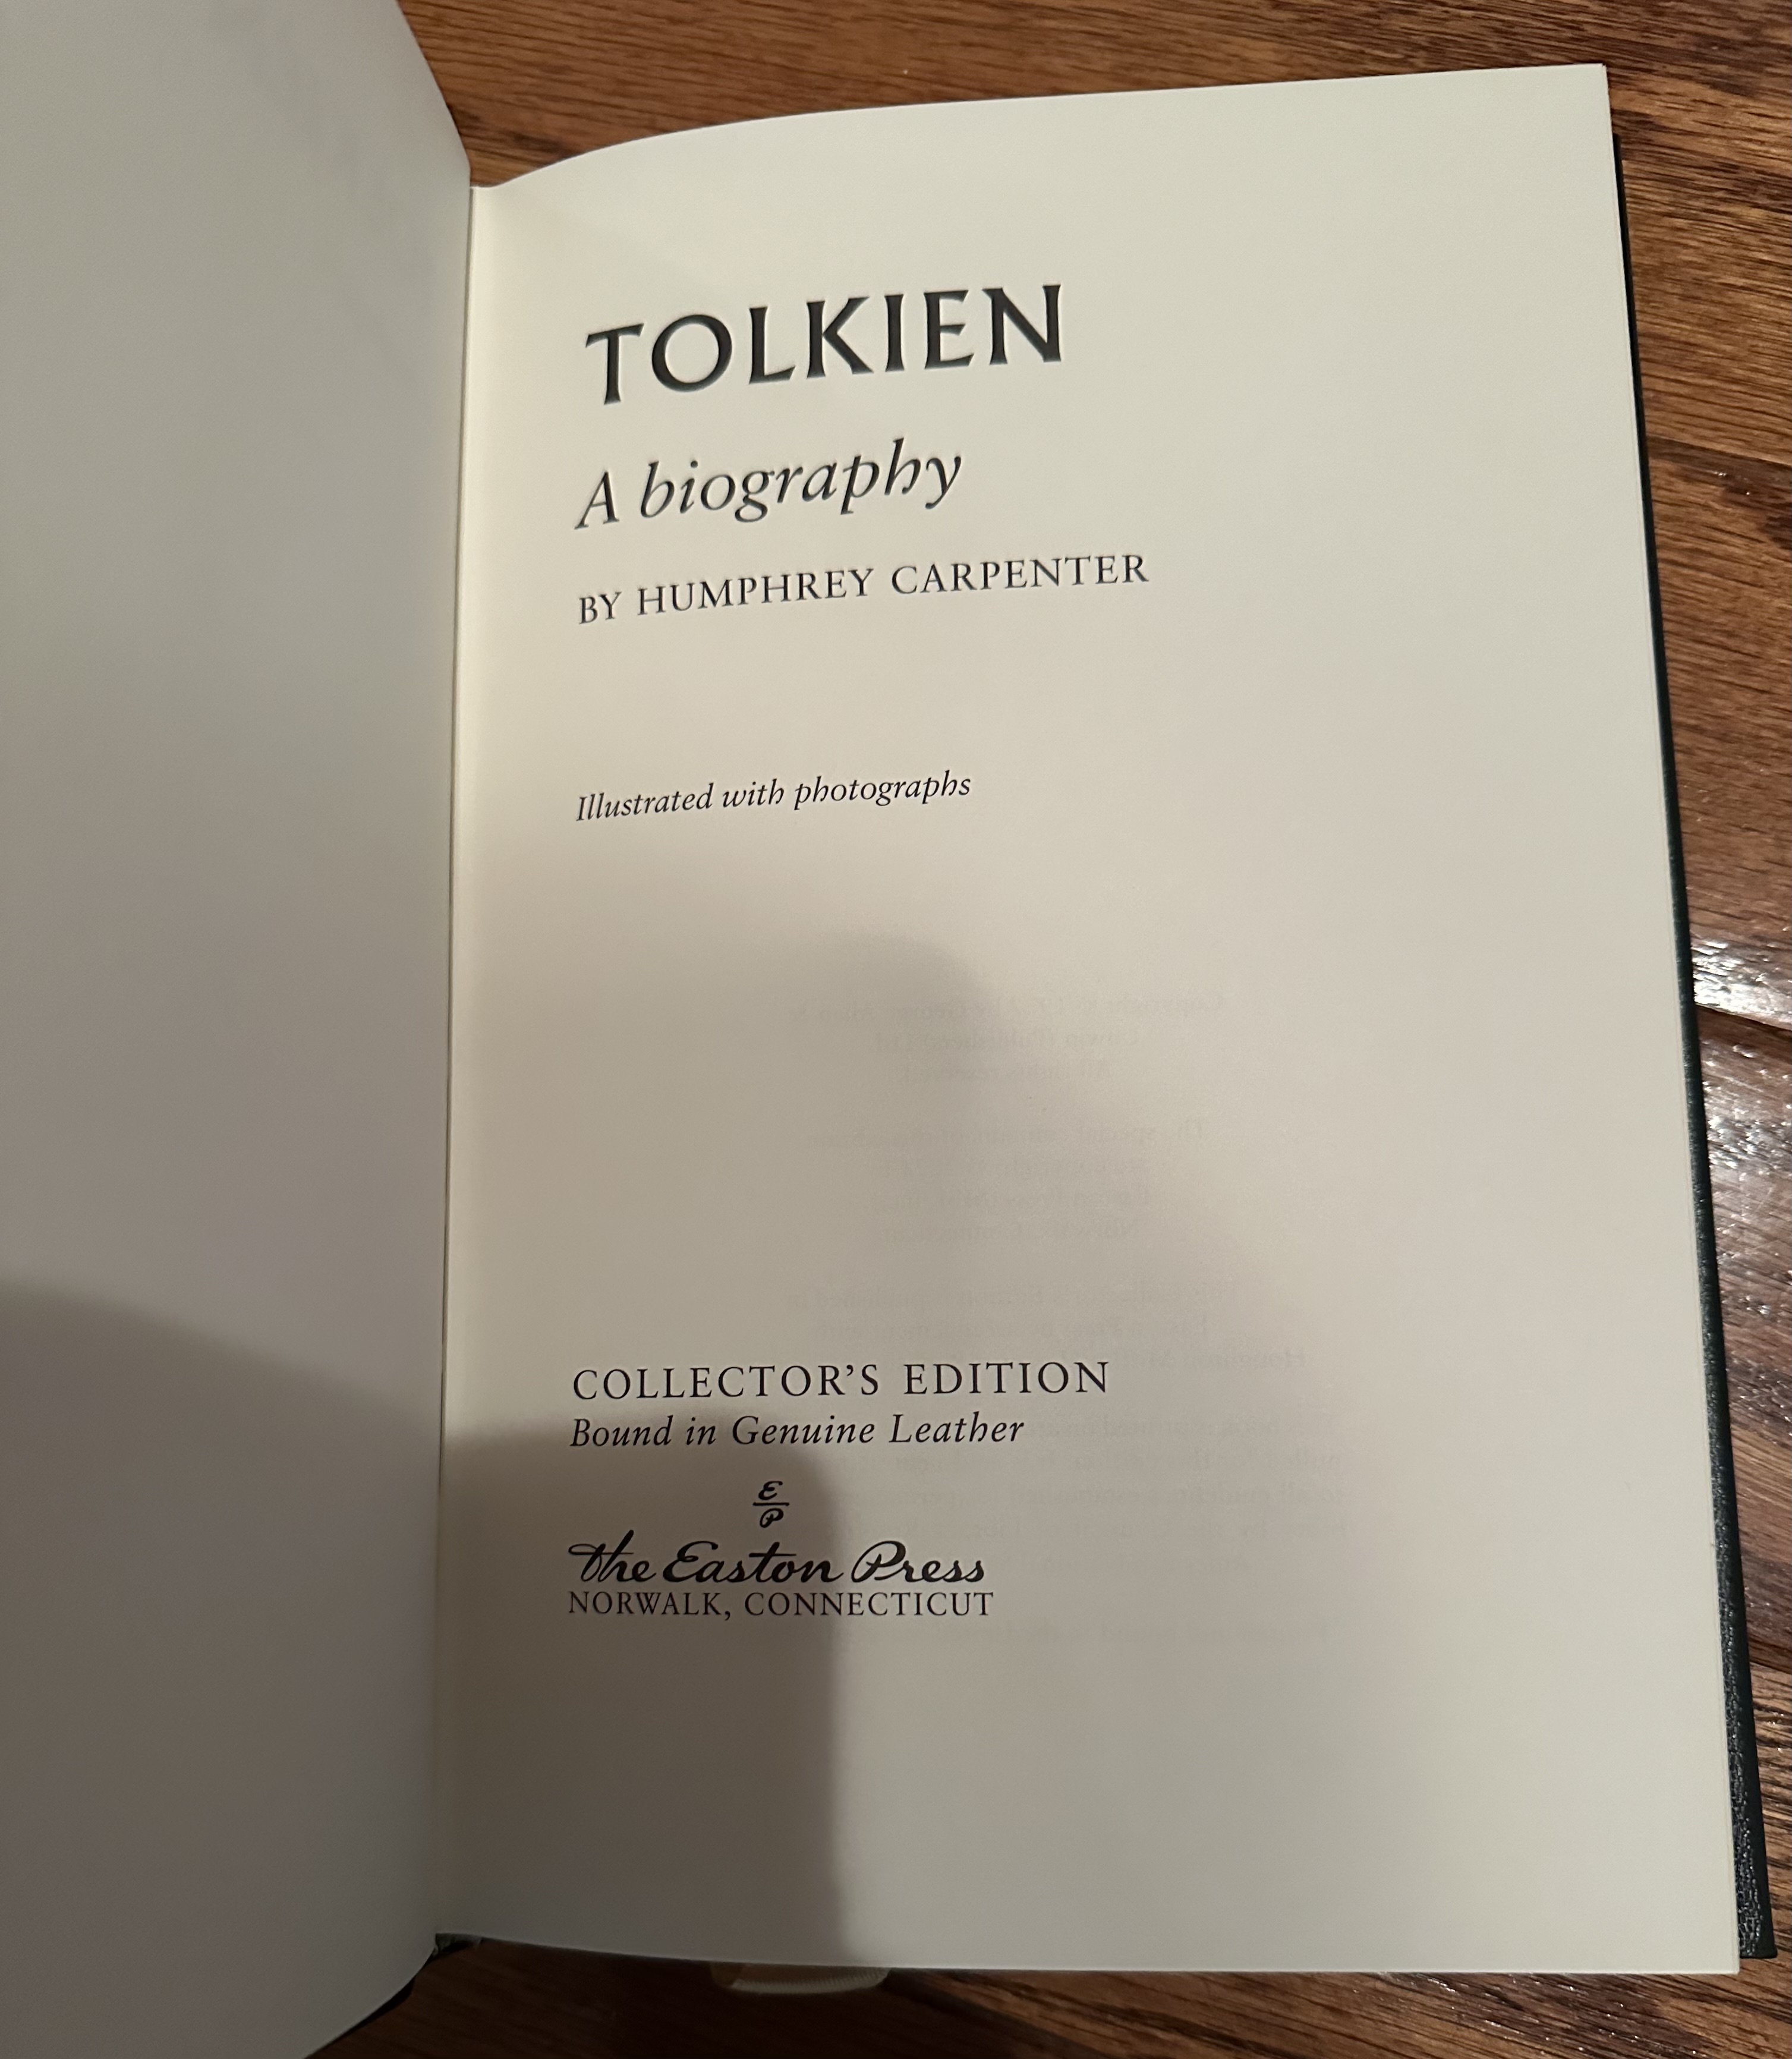 TOLKIEN
A biography
BY HUMPHREY CARPENTER
Illustrated with photographs
COLLECTOR'S EDITION
Bound in Genuine Leather
E
P
The Easton Press
NORWALK, CONNECTICUT